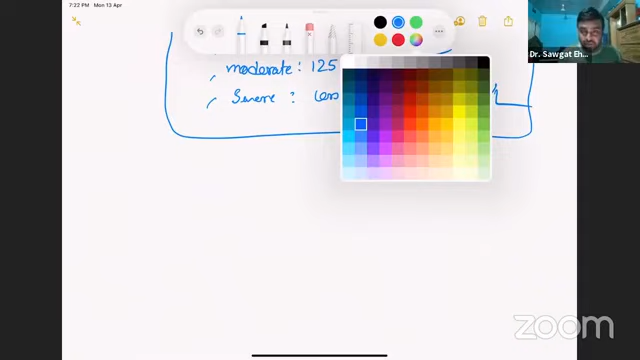 7:22 PM Mon 13 Apr
Dr. Sawgat Eh...
moderate: 125
Severe : less
zoom